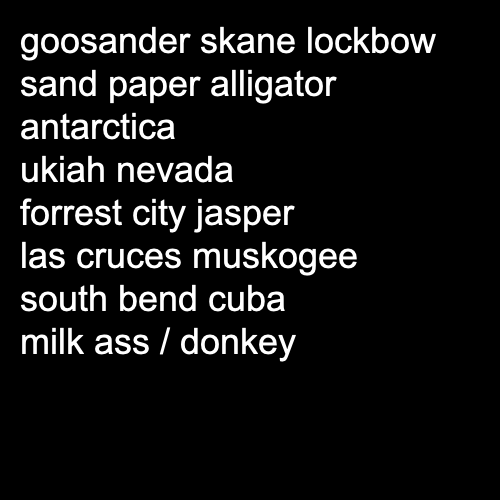 goosander skane lockbow
sand paper alligator
antarctica
ukiah nevada
forrest city jasper
las cruces muskogee
south bend cuba
milk ass / donkey